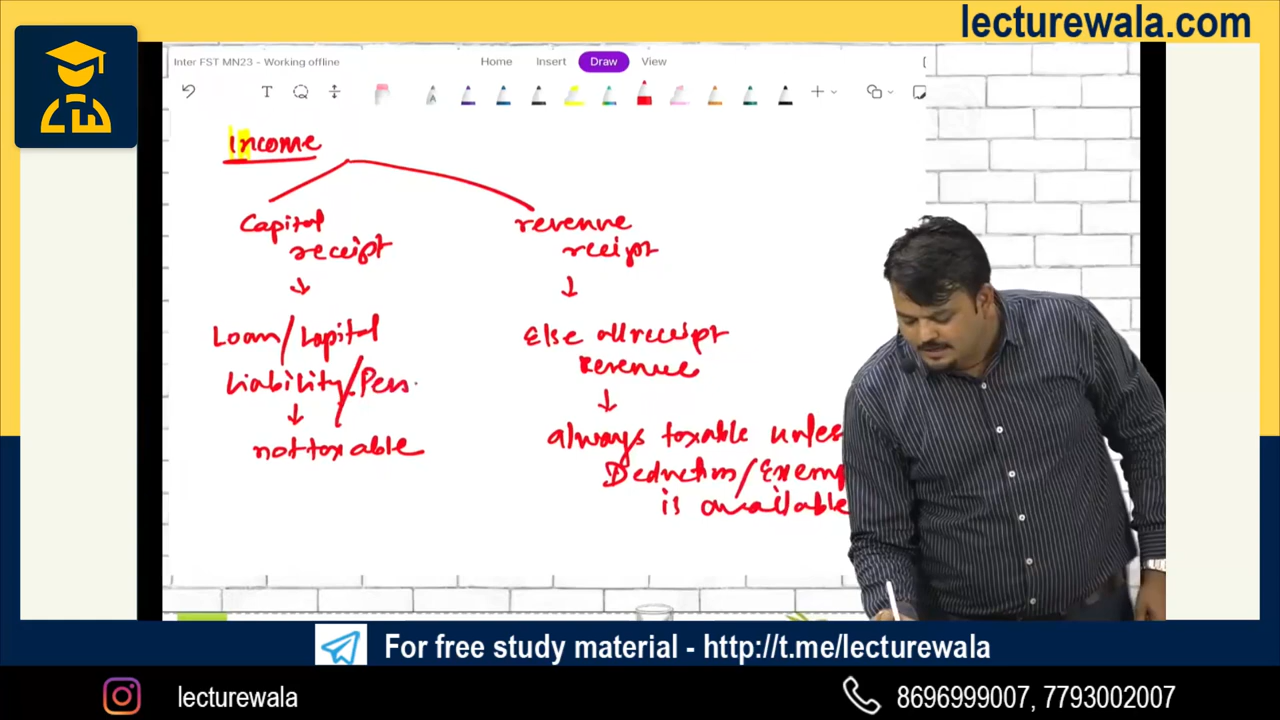 lecturewala.com
Inter FST MN23 - Working offline
Home Insert Draw View
Income
Capital receipt
revenue receipt
Loan/Capital
Liability/Pers
not taxable
Else all receipt
Revenue
always taxable unles
Deduction/Exemp
is available
For free study material - http://t.me/lecturewala
lecturewala
8696999007, 7793002007